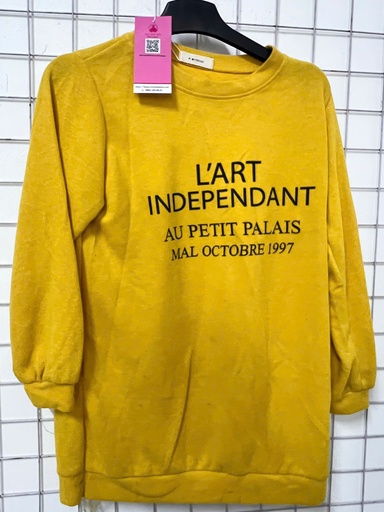 L'ART
INDEPENDANT
AU PETIT PALAIS
MAL OCTOBRE 1997